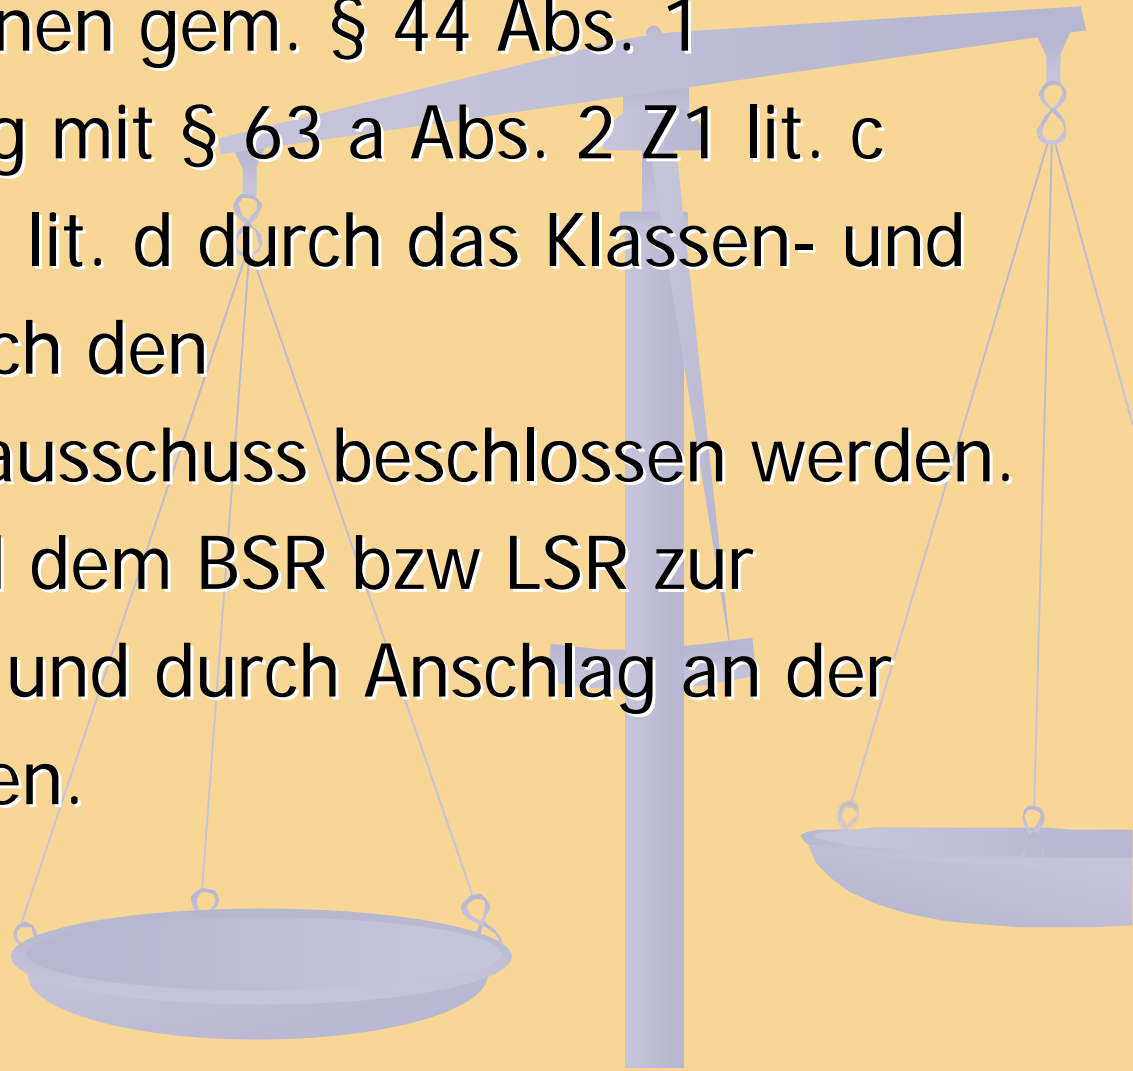 nen gem. § 44 Abs. 1
g mit § 63 a Abs. 2 Z1 lit. c
lit. d durch das Klassen- und
ch den
ausschuss beschlossen werden.
dem BSR bzw LSR zur
und durch Anschlag an der
en.